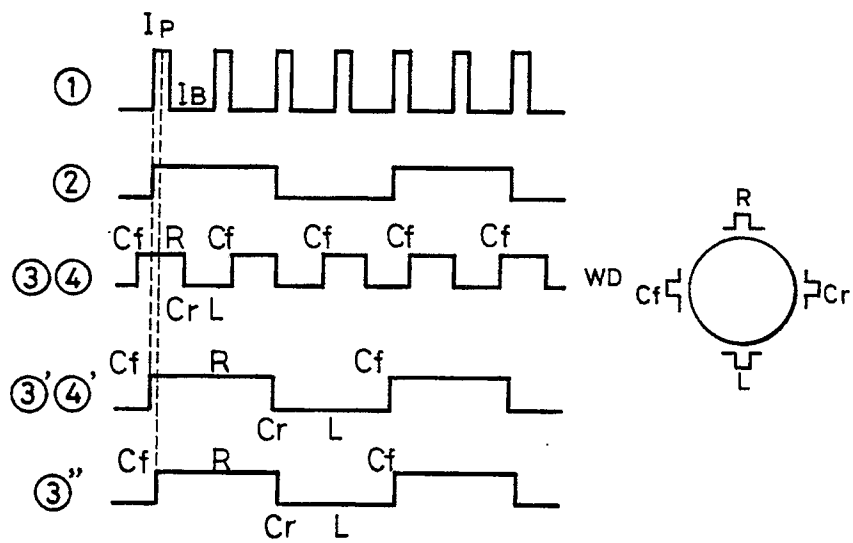 IP
① IB
②
Cf R Cf Cf Cf Cf
③④ WD
Cr L
Cf R Cf
③'④'
Cr L
Cf R Cf
③"
Cr L
R
Cf Cr
L